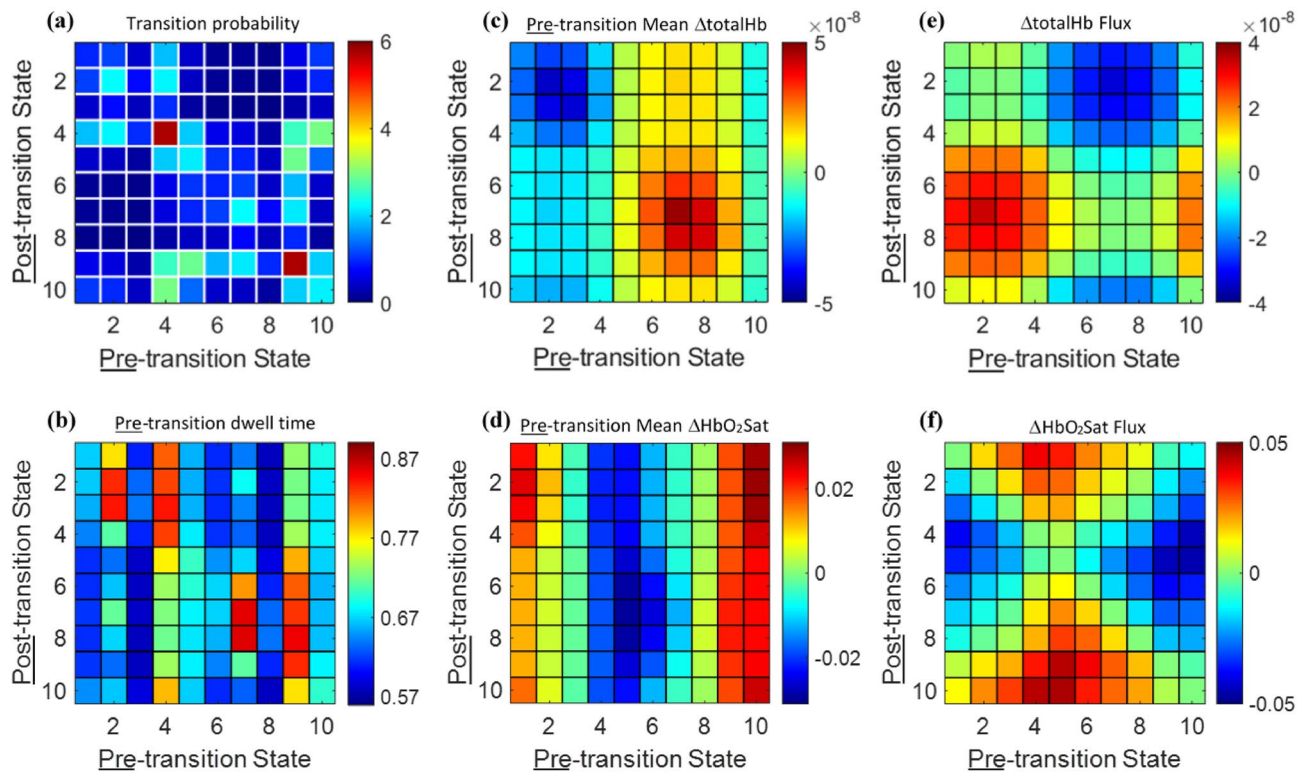 (a) Transition probability
6
4
2
0
2
4
6
8
10
2 4 6 8 10
Post-transition State
Pre-transition State
(c) Pre-transition Mean ΔtotalHb
×10-8
5
0
-5
2
4
6
8
10
2 4 6 8 10
Post-transition State
Pre-transition State
(e) ΔtotalHb Flux
×10-8
4
2
0
-2
-4
2
4
6
8
10
2 4 6 8 10
Post-transition State
Pre-transition State
(b) Pre-transition dwell time
0.87
0.77
0.67
0.57
2
4
6
8
10
2 4 6 8 10
Post-transition State
Pre-transition State
(d) Pre-transition Mean ΔHbO₂Sat
0.02
0
-0.02
2
4
6
8
10
2 4 6 8 10
Post-transition State
Pre-transition State
(f) ΔHbO₂Sat Flux
0.05
0
-0.05
2
4
6
8
10
2 4 6 8 10
Post-transition State
Pre-transition State